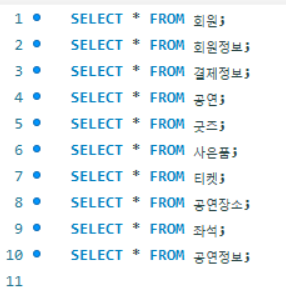 1 SELECT * FROM 회원;
2 SELECT * FROM 회원정보;
3 SELECT * FROM 결제정보;
4 SELECT * FROM 공연;
5 SELECT * FROM 굿즈;
6 SELECT * FROM 사은품;
7 SELECT * FROM 티켓;
8 SELECT * FROM 공연장소;
9 SELECT * FROM 좌석;
10 SELECT * FROM 공연정보;
11